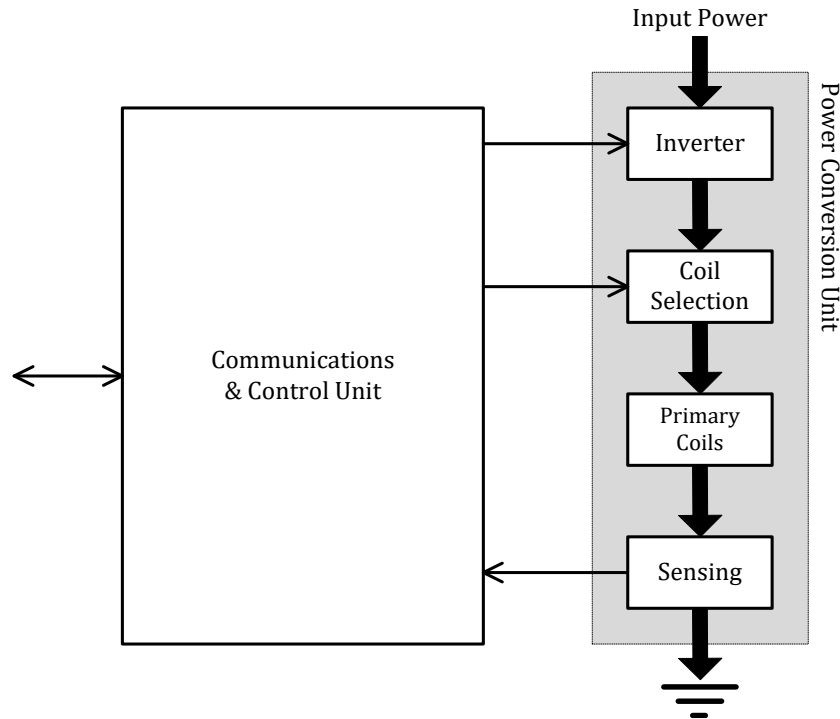 Input Power
Power Conversion Unit
Inverter
Coil
Selection
Communications
& Control Unit
Primary
Coils
Sensing